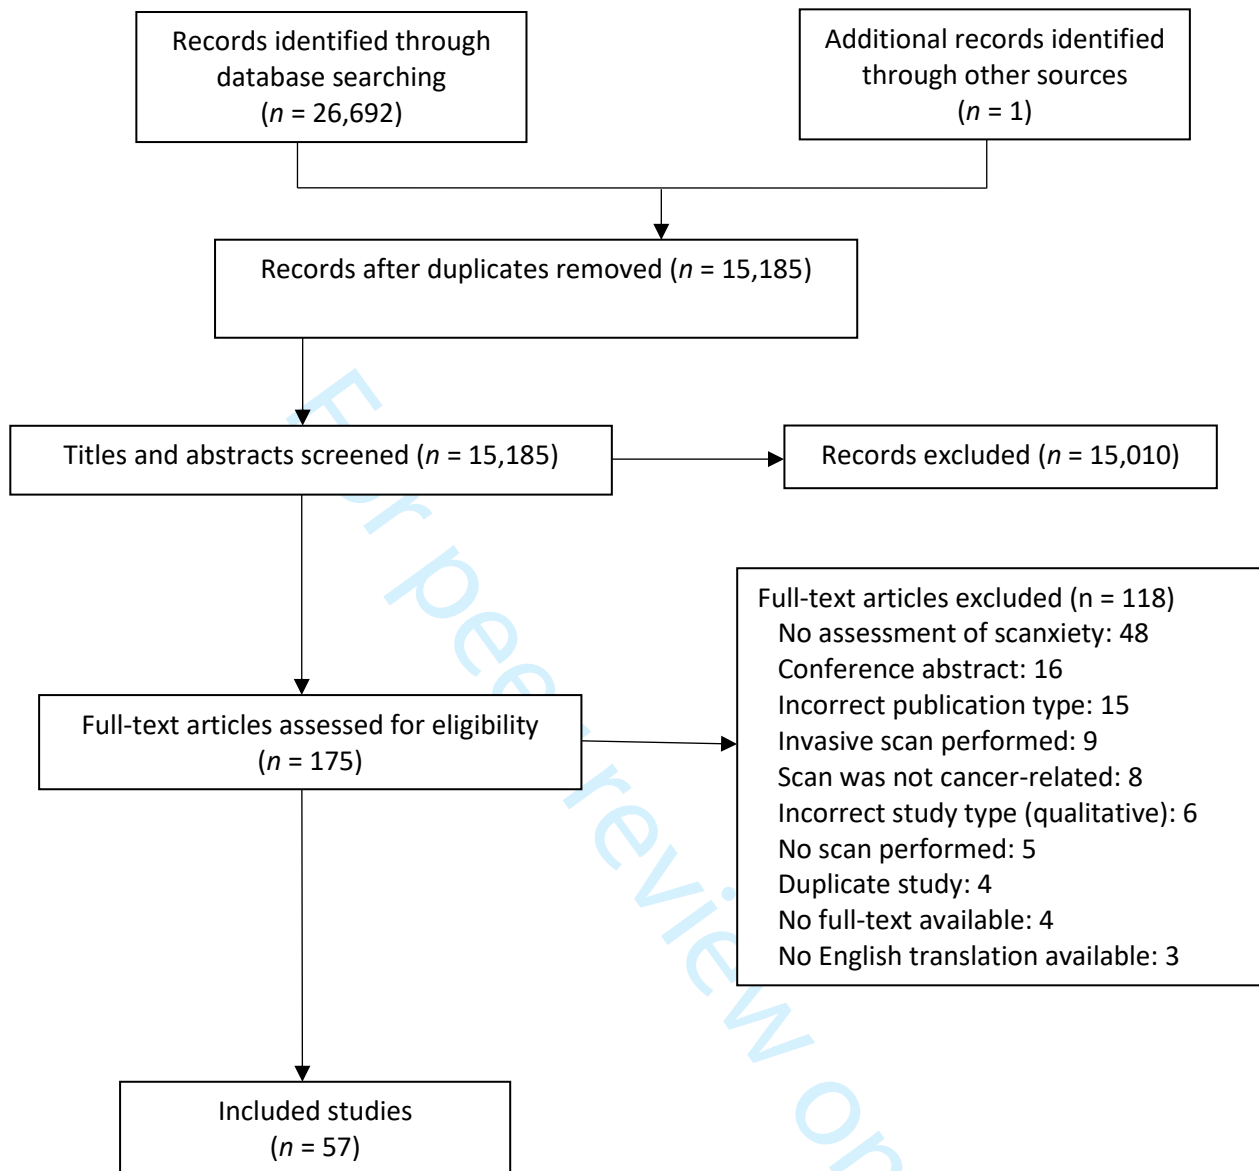 Records identified through
database searching
(n = 26,692)
Additional records identified
through other sources
(n = 1)
Records after duplicates removed (n = 15,185)
Titles and abstracts screened (n = 15,185)
Records excluded (n = 15,010)
Full-text articles assessed for eligibility
(n = 175)
Full-text articles excluded (n = 118)
No assessment of scanxiety: 48
Conference abstract: 16
Incorrect publication type: 15
Invasive scan performed: 9
Scan was not cancer-related: 8
Incorrect study type (qualitative): 6
No scan performed: 5
Duplicate study: 4
No full-text available: 4
No English translation available: 3
Included studies
(n = 57)
For peer review on